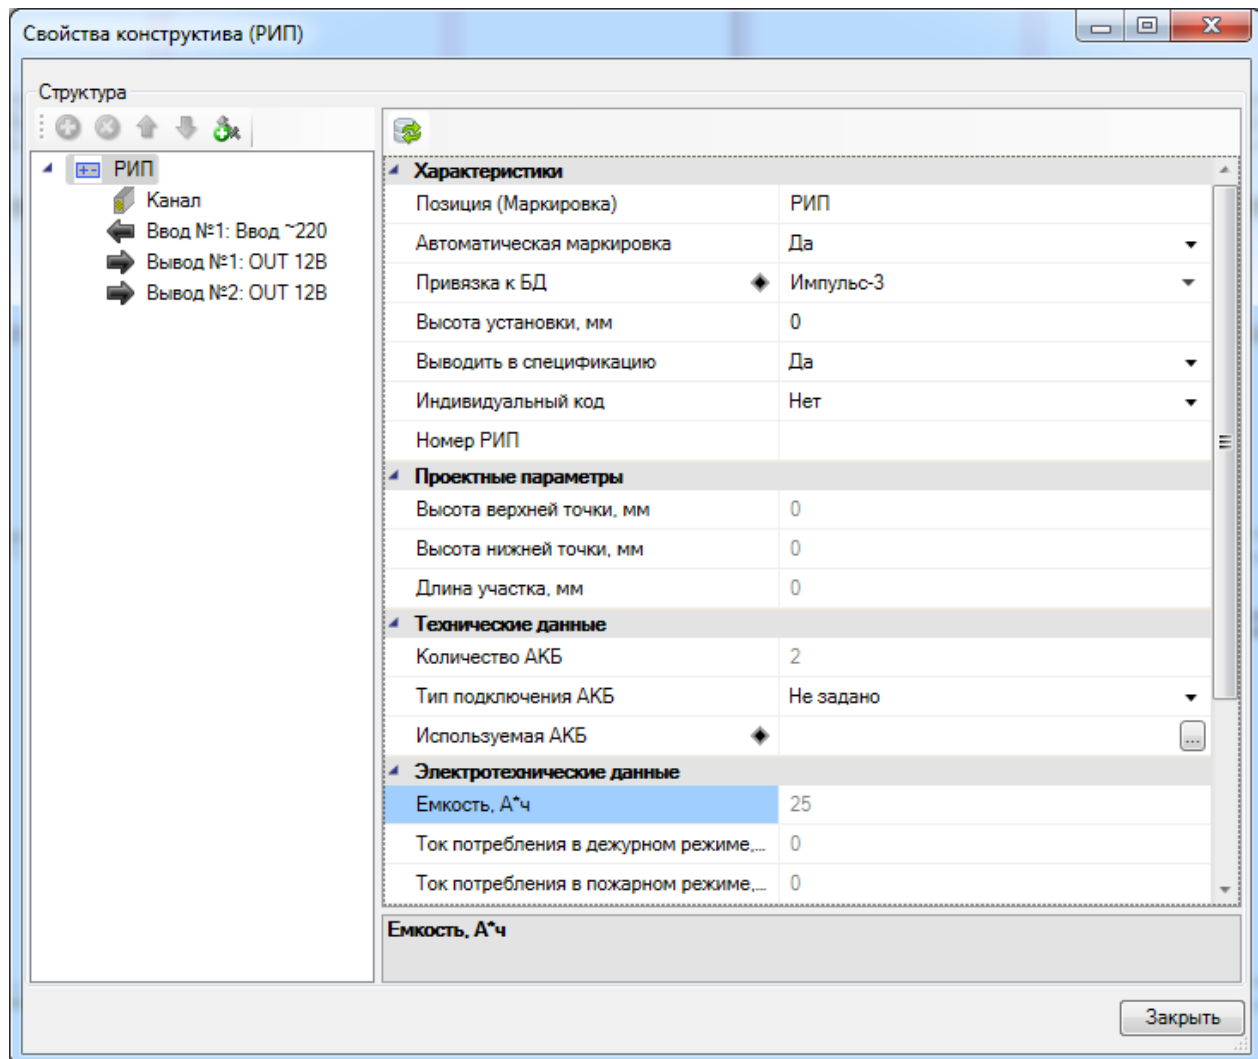 Свойства конструктива (РИП)
Структура
РИП
Канал
Ввод №1: Ввод ~220
Вывод №1: OUT 12В
Вывод №2: OUT 12В
Характеристики
Позиция (Маркировка) РИП
Автоматическая маркировка Да
Привязка к БД Импульс-3
Высота установки, мм 0
Выводить в спецификацию Да
Индивидуальный код Нет
Номер РИП
Проектные параметры
Высота верхней точки, мм 0
Высота нижней точки, мм 0
Длина участка, мм 0
Технические данные
Количество АКБ 2
Тип подключения АКБ Не задано
Используемая АКБ ...
Электротехнические данные
Емкость, А*ч 25
Ток потребления в дежурном режиме,... 0
Ток потребления в пожарном режиме,... 0
Емкость, А*ч
Закрыть